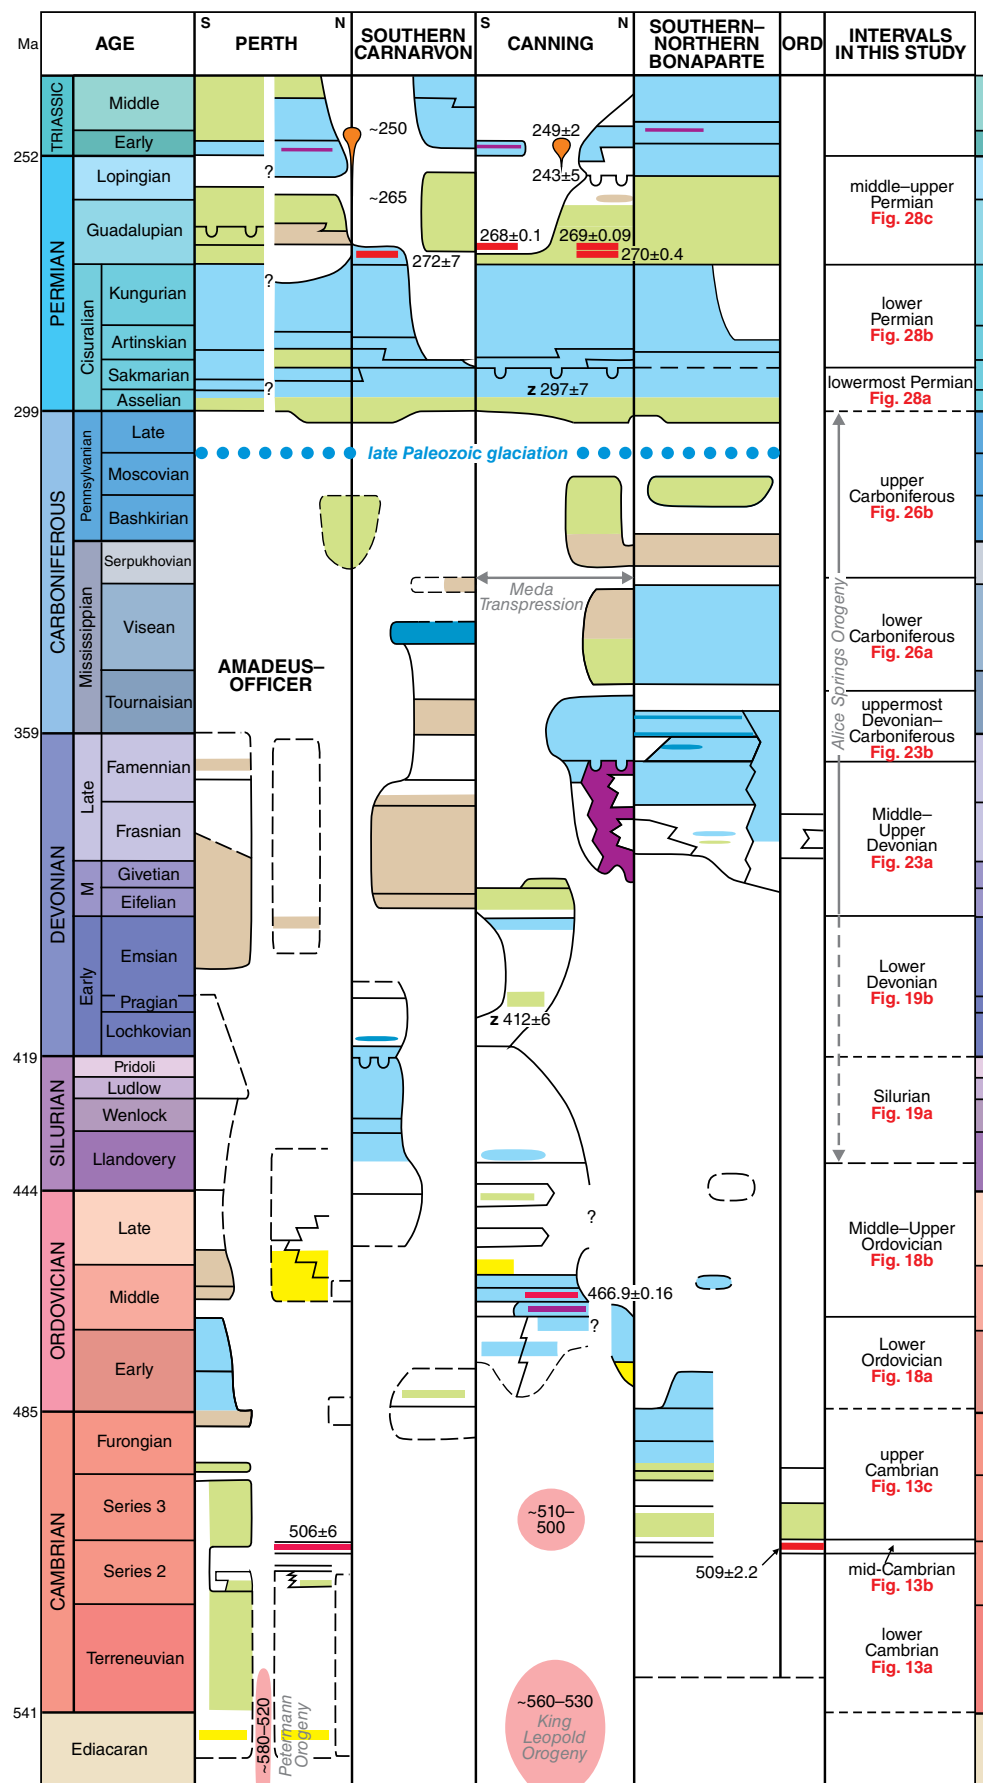 S N S N
Ma AGE PERTH SOUTHERN CARNARVON CANNING SOUTHERN–NORTHERN BONAPARTE ORD INTERVALS IN THIS STUDY
TRIASSIC
Middle
Early
~250
249±2
252
243±5
?
PERMIAN
Lopingian
~265
middle–upper
Permian
Fig. 28c
Guadalupian
268±0.1
269±0.09
272±7
270±0.4
Cisuralian
?
Kungurian
lower
Permian
Fig. 28b
Artinskian
Sakmarian
?
z 297±7
lowermost Permian
Fig. 28a
Asselian
299
CARBONIFEROUS
Pennsylvanian
Late
late Paleozoic glaciation
Moscovian
upper
Carboniferous
Fig. 26b
Bashkirian
Mississippian
Serpukhovian
Meda
Transpression
Alice Springs Orogeny
Visean
lower
Carboniferous
Fig. 26a
AMADEUS–
OFFICER
Tournaisian
uppermost
Devonian–
Carboniferous
Fig. 23b
359
DEVONIAN
Late
Famennian
Frasnian
Middle–
Upper
Devonian
Fig. 23a
M
Givetian
Eifelian
Early
Emsian
Lower
Devonian
Fig. 19b
Pragian
z 412±6
Lochkovian
419
SILURIAN
Pridoli
Ludlow
Silurian
Fig. 19a
Wenlock
Llandovery
444
ORDOVICIAN
?
Late
Middle–Upper
Ordovician
Fig. 18b
Middle
466.9±0.16
?
Early
Lower
Ordovician
Fig. 18a
485
CAMBRIAN
Furongian
upper
Cambrian
Fig. 13c
Series 3
~510–
500
506±6
Series 2
509±2.2
mid-Cambrian
Fig. 13b
Terreneuvian
lower
Cambrian
Fig. 13a
541
Ediacaran
~580–520
Petermann
Orogeny
~560–530
King
Leopold
Orogeny